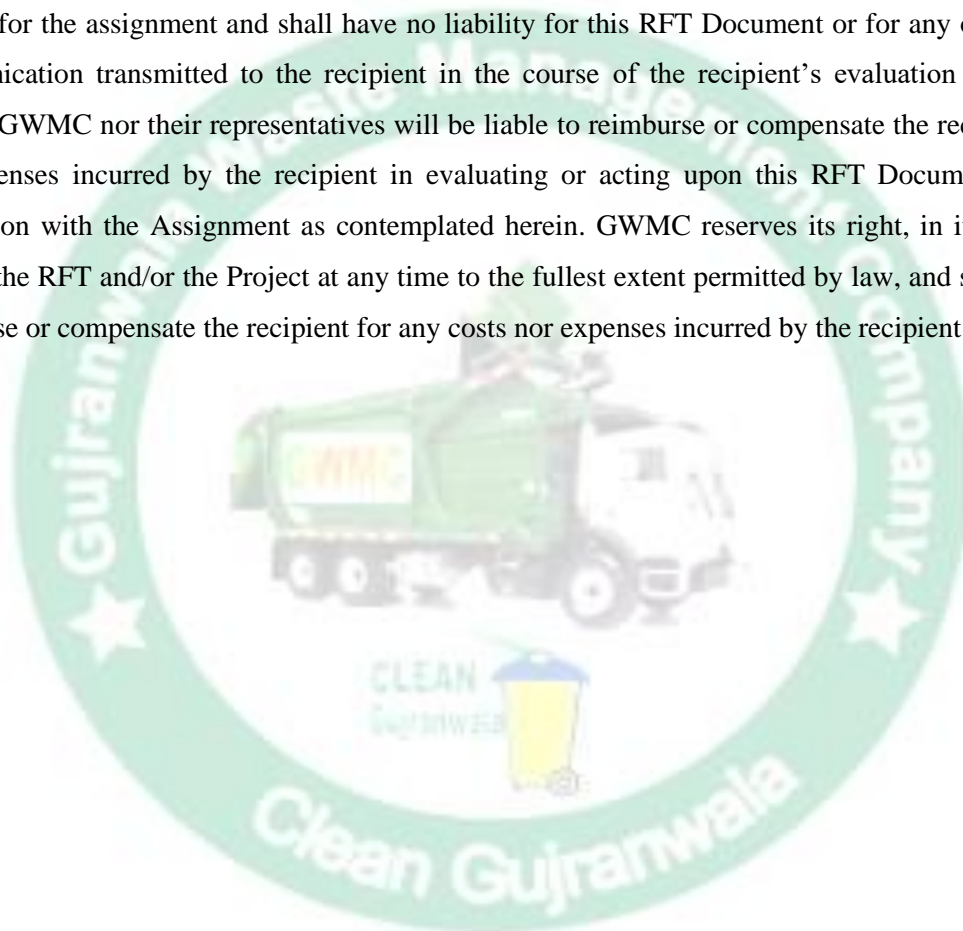 for the assignment and shall have no liability for this RFT Document or for any
nication transmitted to the recipient in the course of the recipient’s evaluation
GWMC nor their representatives will be liable to reimburse or compensate the rec
enses incurred by the recipient in evaluating or acting upon this RFT Docum
on with the Assignment as contemplated herein. GWMC reserves its right, in i
the RFT and/or the Project at any time to the fullest extent permitted by law, and s
se or compensate the recipient for any costs nor expenses incurred by the recipient
Gujranwala Waste Management Company
GWMC
CLEAN
Gujranwala
Clean Gujranwala